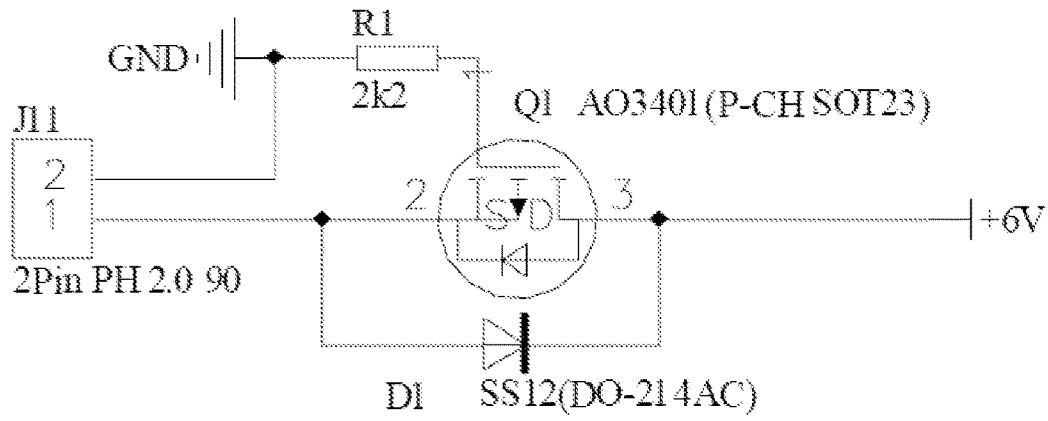 R1
GND
2k2
Q1 AO3401(P-CH SOT23)
J11
2
1
2
S
D
3
+6V
2Pin PH 2.0 90
D1 SS12(DO-214AC)